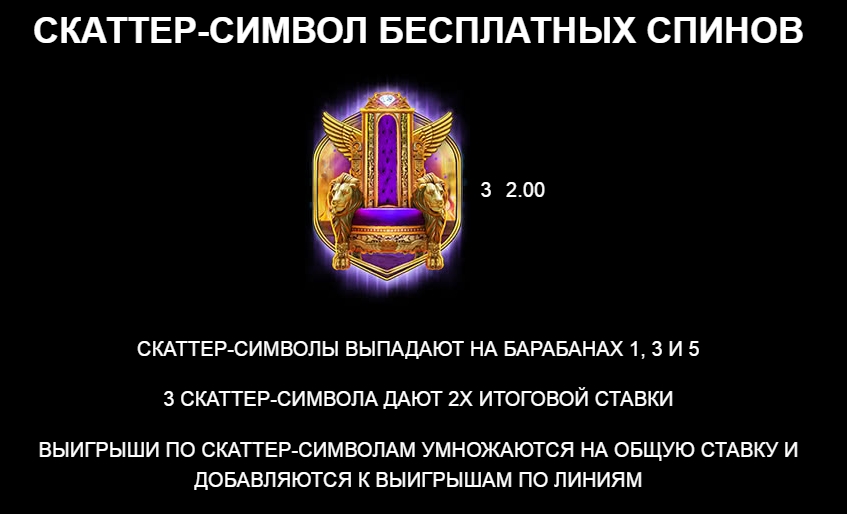 СКАТТЕР-СИМВОЛ БЕСПЛАТНЫХ СПИНОВ
3 2.00
СКАТТЕР-СИМВОЛЫ ВЫПАДАЮТ НА БАРАБАНАХ 1, 3 И 5
3 СКАТТЕР-СИМВОЛА ДАЮТ 2X ИТОГОВОЙ СТАВКИ
ВЫИГРЫШИ ПО СКАТТЕР-СИМВОЛАМ УМНОЖАЮТСЯ НА ОБЩУЮ СТАВКУ И
ДОБАВЛЯЮТСЯ К ВЫИГРЫШАМ ПО ЛИНИЯМ